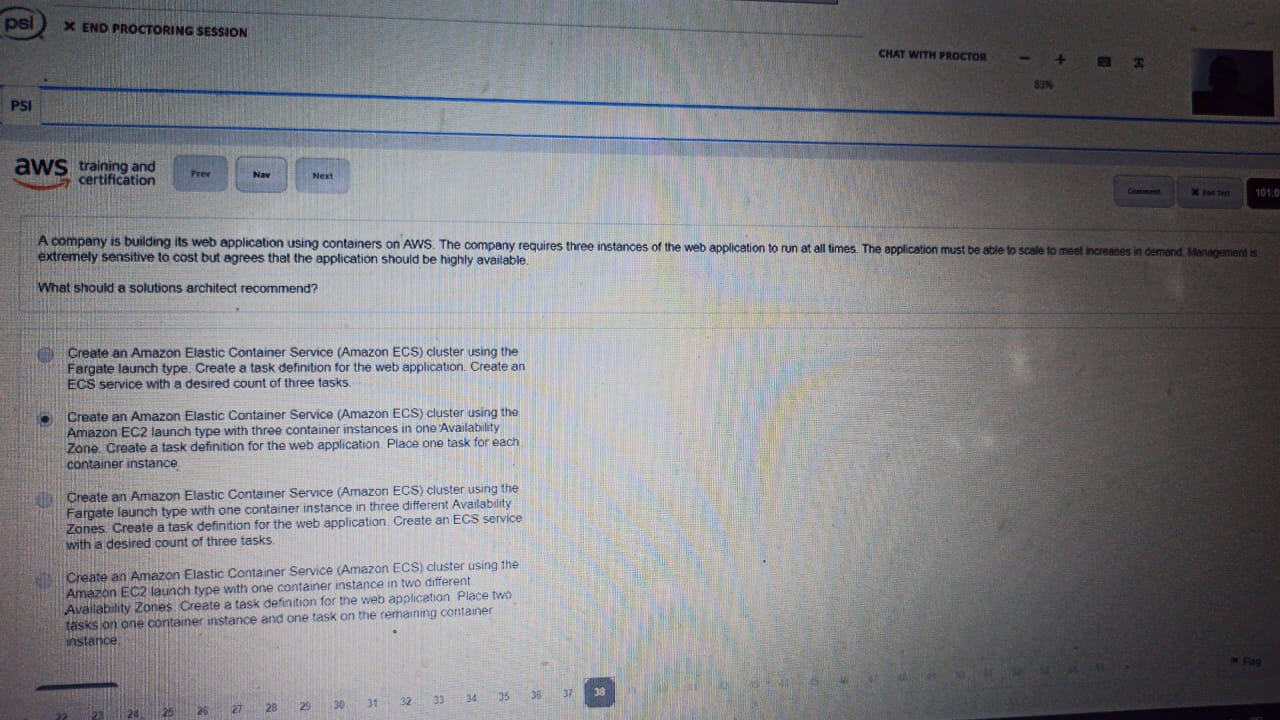 psi
✕ END PROCTORING SESSION
CHAT WITH PROCTOR
83%
PSI
aws training and
certification
Prev
Nav
Next
Comment
✕ End Test
A company is building its web application using containers on AWS. The company requires three instances of the web application to run at all times. The application must be able to scale to meet increases in demand. Management is
extremely sensitive to cost but agrees that the application should be highly available.
What should a solutions architect recommend?
Create an Amazon Elastic Container Service (Amazon ECS) cluster using the
Fargate launch type. Create a task definition for the web application. Create an
ECS service with a desired count of three tasks.
Create an Amazon Elastic Container Service (Amazon ECS) cluster using the
Amazon EC2 launch type with three container instances in one Availability
Zone. Create a task definition for the web application. Place one task for each
container instance.
Create an Amazon Elastic Container Service (Amazon ECS) cluster using the
Fargate launch type with one container instance in three different Availability
Zones. Create a task definition for the web application. Create an ECS service
with a desired count of three tasks.
Create an Amazon Elastic Container Service (Amazon ECS) cluster using the
Amazon EC2 launch type with one container instance in two different
Availability Zones. Create a task definition for the web application. Place two
tasks on one container instance and one task on the remaining container
instance.
Flag
22 23 24 25 26 27 28 29 30 31 32 33 34 35 36 37 38